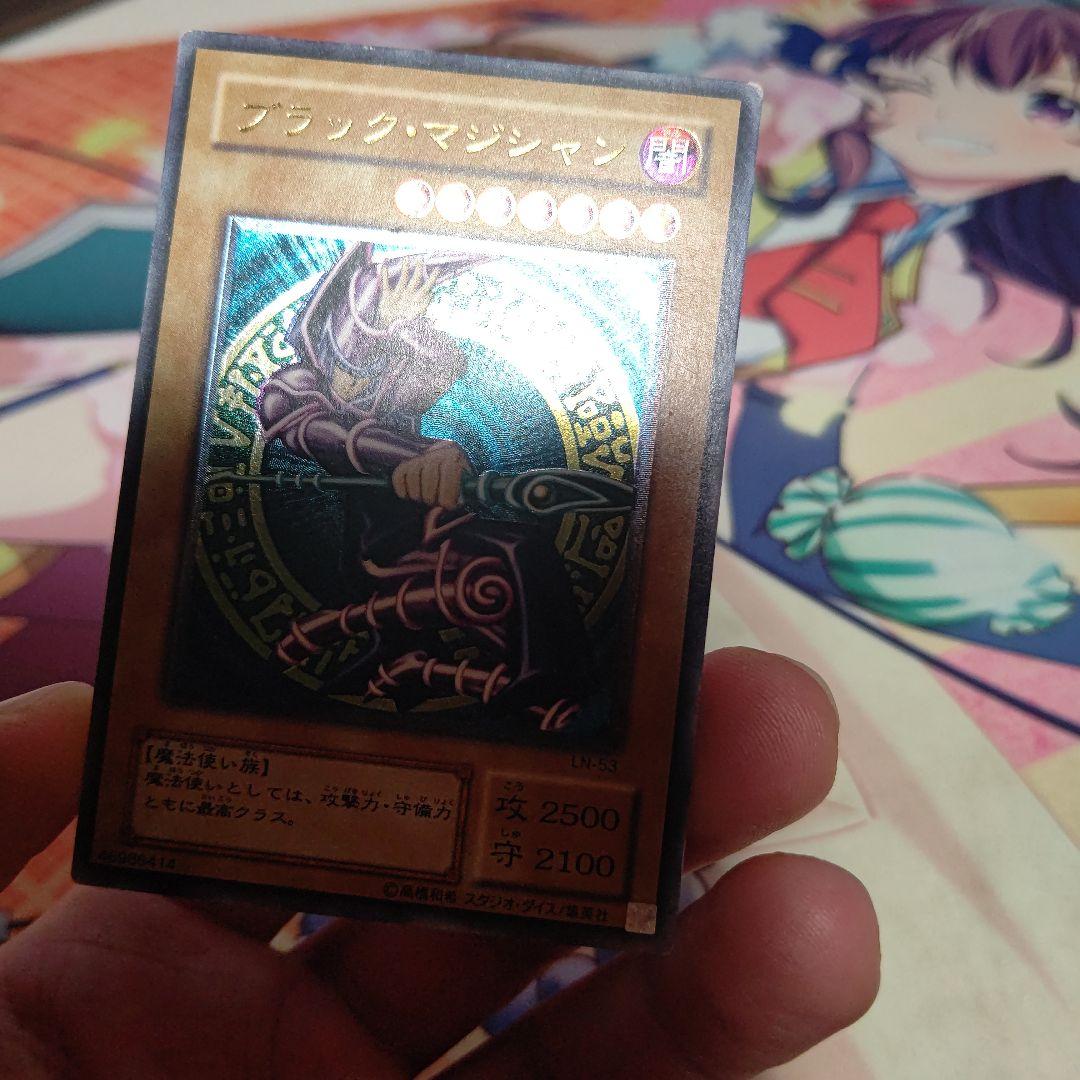 ブラック・マジシャン
闇
LN-53
【魔法使い族】
魔法使いとしては、攻撃力・守備力
ともに最高クラス。
攻 2500
守 2100
46986414
©高橋和希 スタジオ・ダイス/集英社